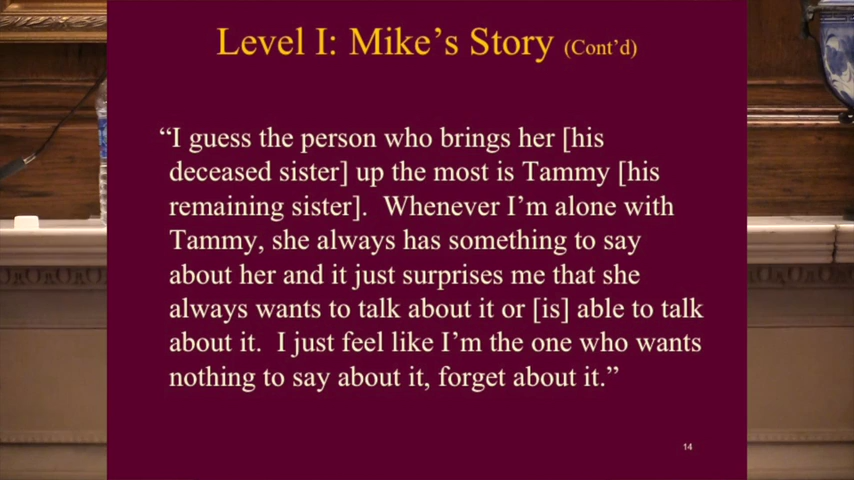 Level I: Mike's Story (Cont'd)
“I guess the person who brings her [his
deceased sister] up the most is Tammy [his
remaining sister].  Whenever I'm alone with
Tammy, she always has something to say
about her and it just surprises me that she
always wants to talk about it or [is] able to talk
about it.  I just feel like I'm the one who wants
nothing to say about it, forget about it.”
14